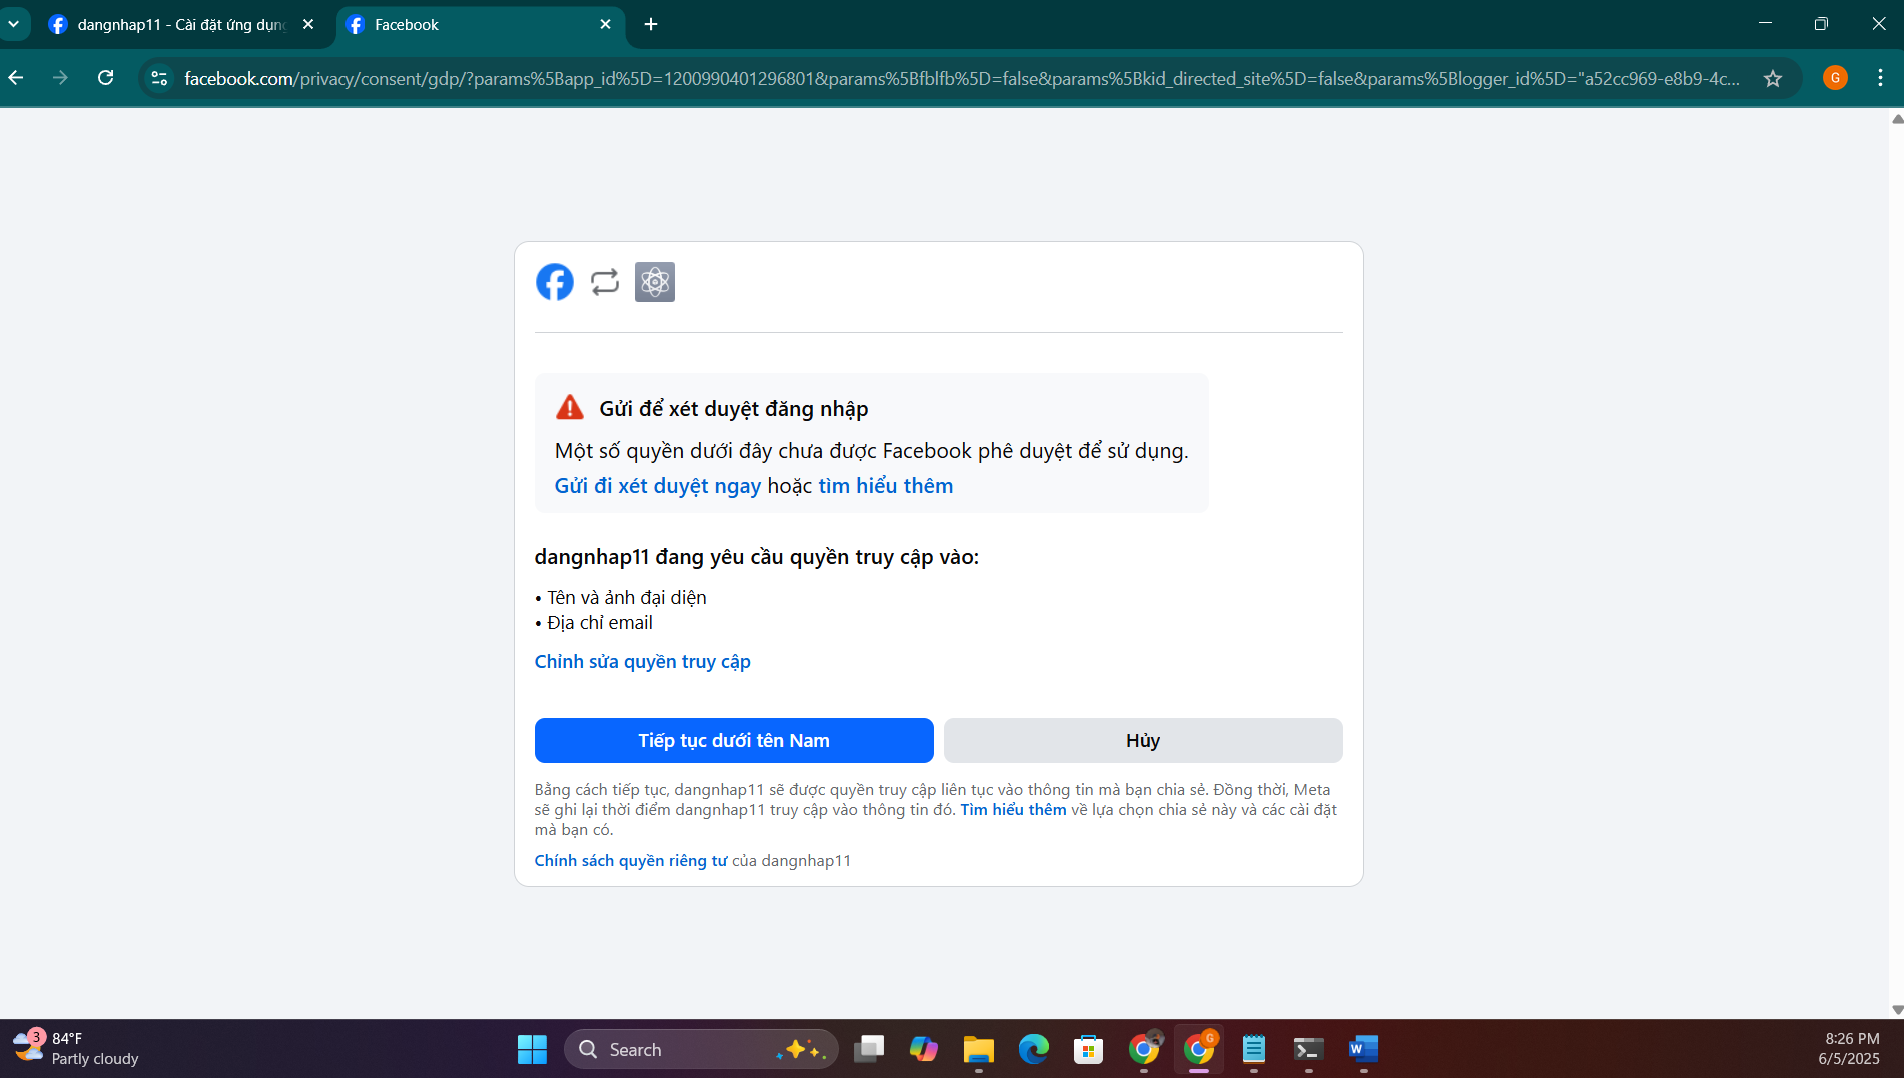 dangnhap11 - Cài đặt ứng dụng
Facebook
facebook.com/privacy/consent/gdp/?params%5Bapp_id%5D=1200990401296801&params%5Bfblfb%5D=false&params%5Bkid_directed_site%5D=false&params%5Blogger_id%5D="a52cc969-e8b9-4c...
G
Gửi để xét duyệt đăng nhập
Một số quyền dưới đây chưa được Facebook phê duyệt để sử dụng.
Gửi đi xét duyệt ngay hoặc tìm hiểu thêm
dangnhap11 đang yêu cầu quyền truy cập vào:
• Tên và ảnh đại diện
• Địa chỉ email
Chỉnh sửa quyền truy cập
Tiếp tục dưới tên Nam
Hủy
Bằng cách tiếp tục, dangnhap11 sẽ được quyền truy cập liên tục vào thông tin mà bạn chia sẻ. Đồng thời, Meta
sẽ ghi lại thời điểm dangnhap11 truy cập vào thông tin đó. Tìm hiểu thêm về lựa chọn chia sẻ này và các cài đặt
mà bạn có.
Chính sách quyền riêng tư của dangnhap11
3
84°F
Partly cloudy
Search
G
W
8:26 PM
6/5/2025